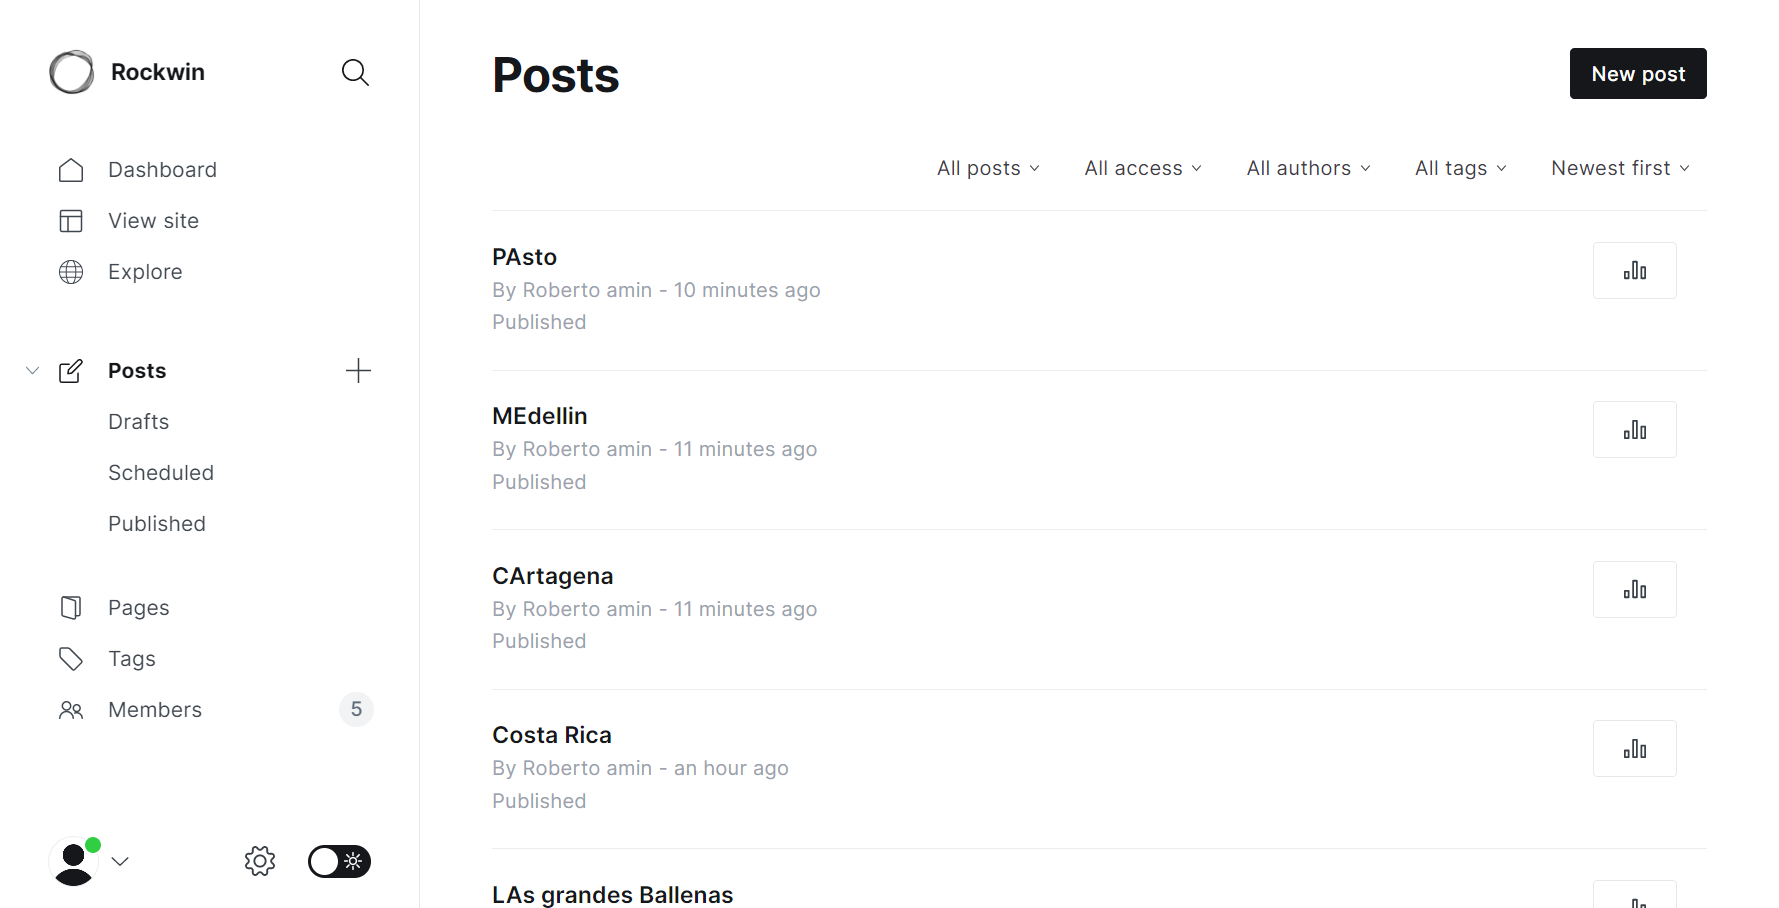 Rockwin
Dashboard
View site
Explore
Posts
Drafts
Scheduled
Published
Pages
Tags
Members 5
Posts
New post
All posts All access All authors All tags Newest first
PAsto
By Roberto amin - 10 minutes ago
Published
MEdellin
By Roberto amin - 11 minutes ago
Published
CArtagena
By Roberto amin - 11 minutes ago
Published
Costa Rica
By Roberto amin - an hour ago
Published
LAs grandes Ballenas